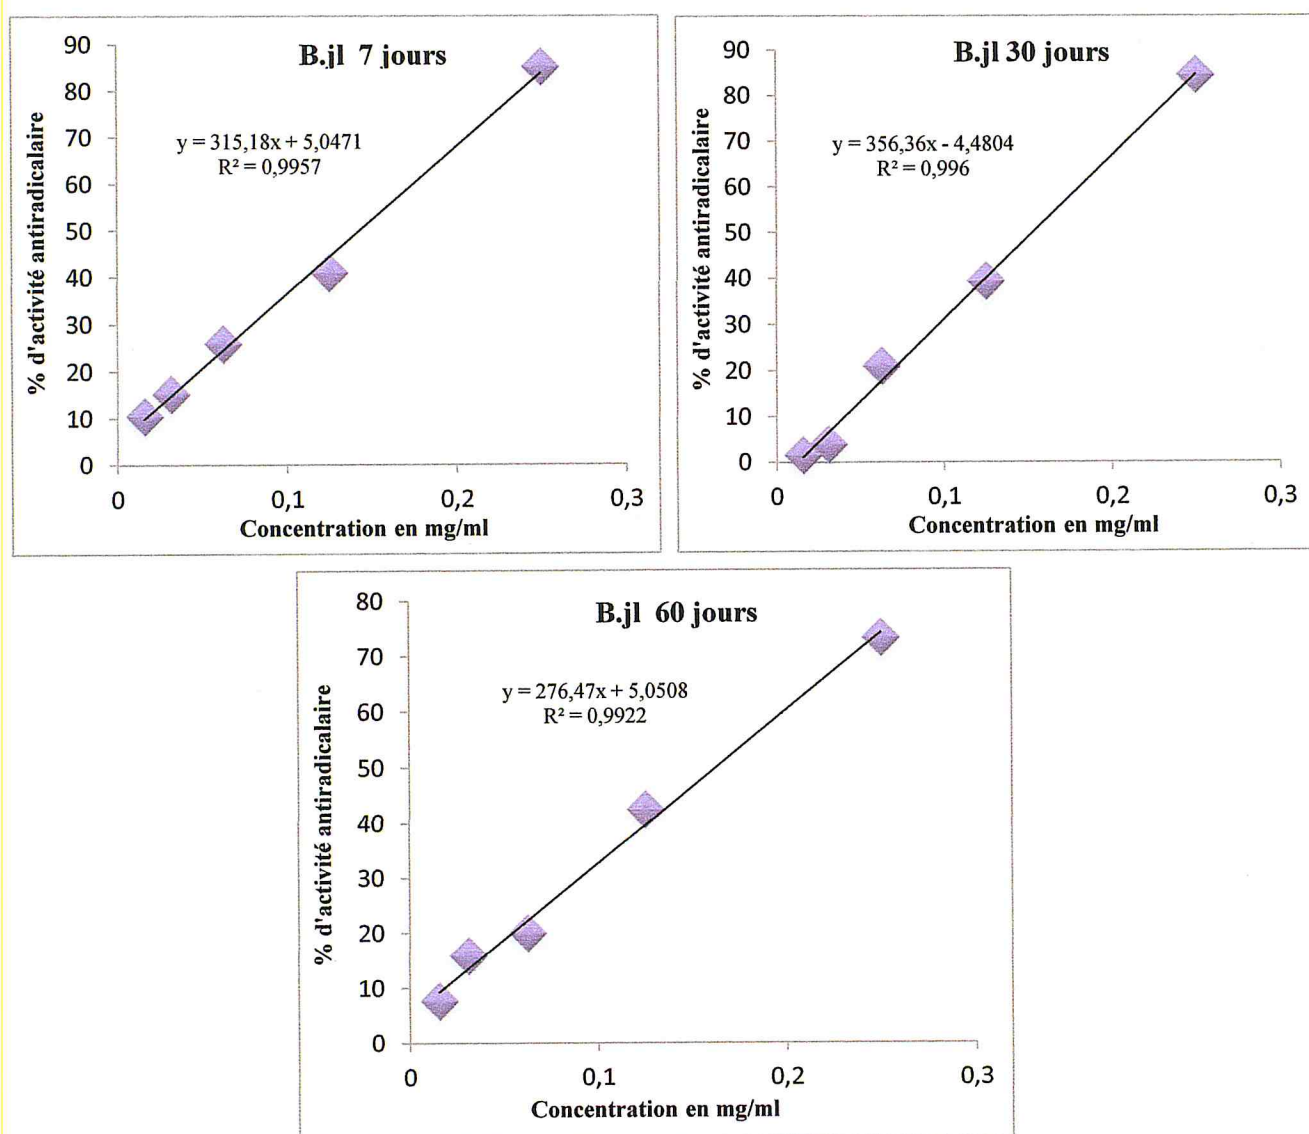 B.jl 7 jours
y = 315,18x + 5,0471
R² = 0,9957
% d'activité antiradicalaire
90
80
70
60
50
40
30
20
10
0
0 0,1 0,2 0,3
Concentration en mg/ml
B.jl 30 jours
y = 356,36x - 4,4804
R² = 0,996
% d'activité antiradicalaire
90
80
70
60
50
40
30
20
10
0
0 0,1 0,2 0,3
Concentration en mg/ml
B.jl 60 jours
y = 276,47x + 5,0508
R² = 0,9922
% d'activité antiradicalaire
80
70
60
50
40
30
20
10
0
0 0,1 0,2 0,3
Concentration en mg/ml